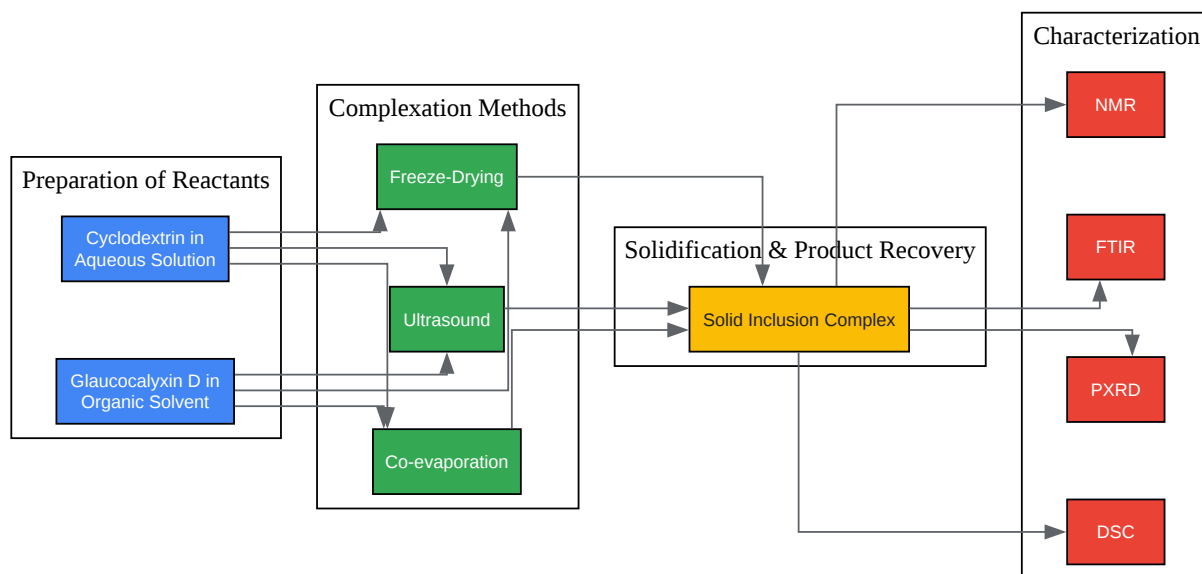 Preparation of Reactants
Cyclodextrin in
Aqueous Solution
Glaucocalyxin D in
Organic Solvent
Complexation Methods
Freeze-Drying
Ultrasound
Co-evaporation
Solidification & Product Recovery
Solid Inclusion Complex
Characterization
NMR
FTIR
PXRD
DSC